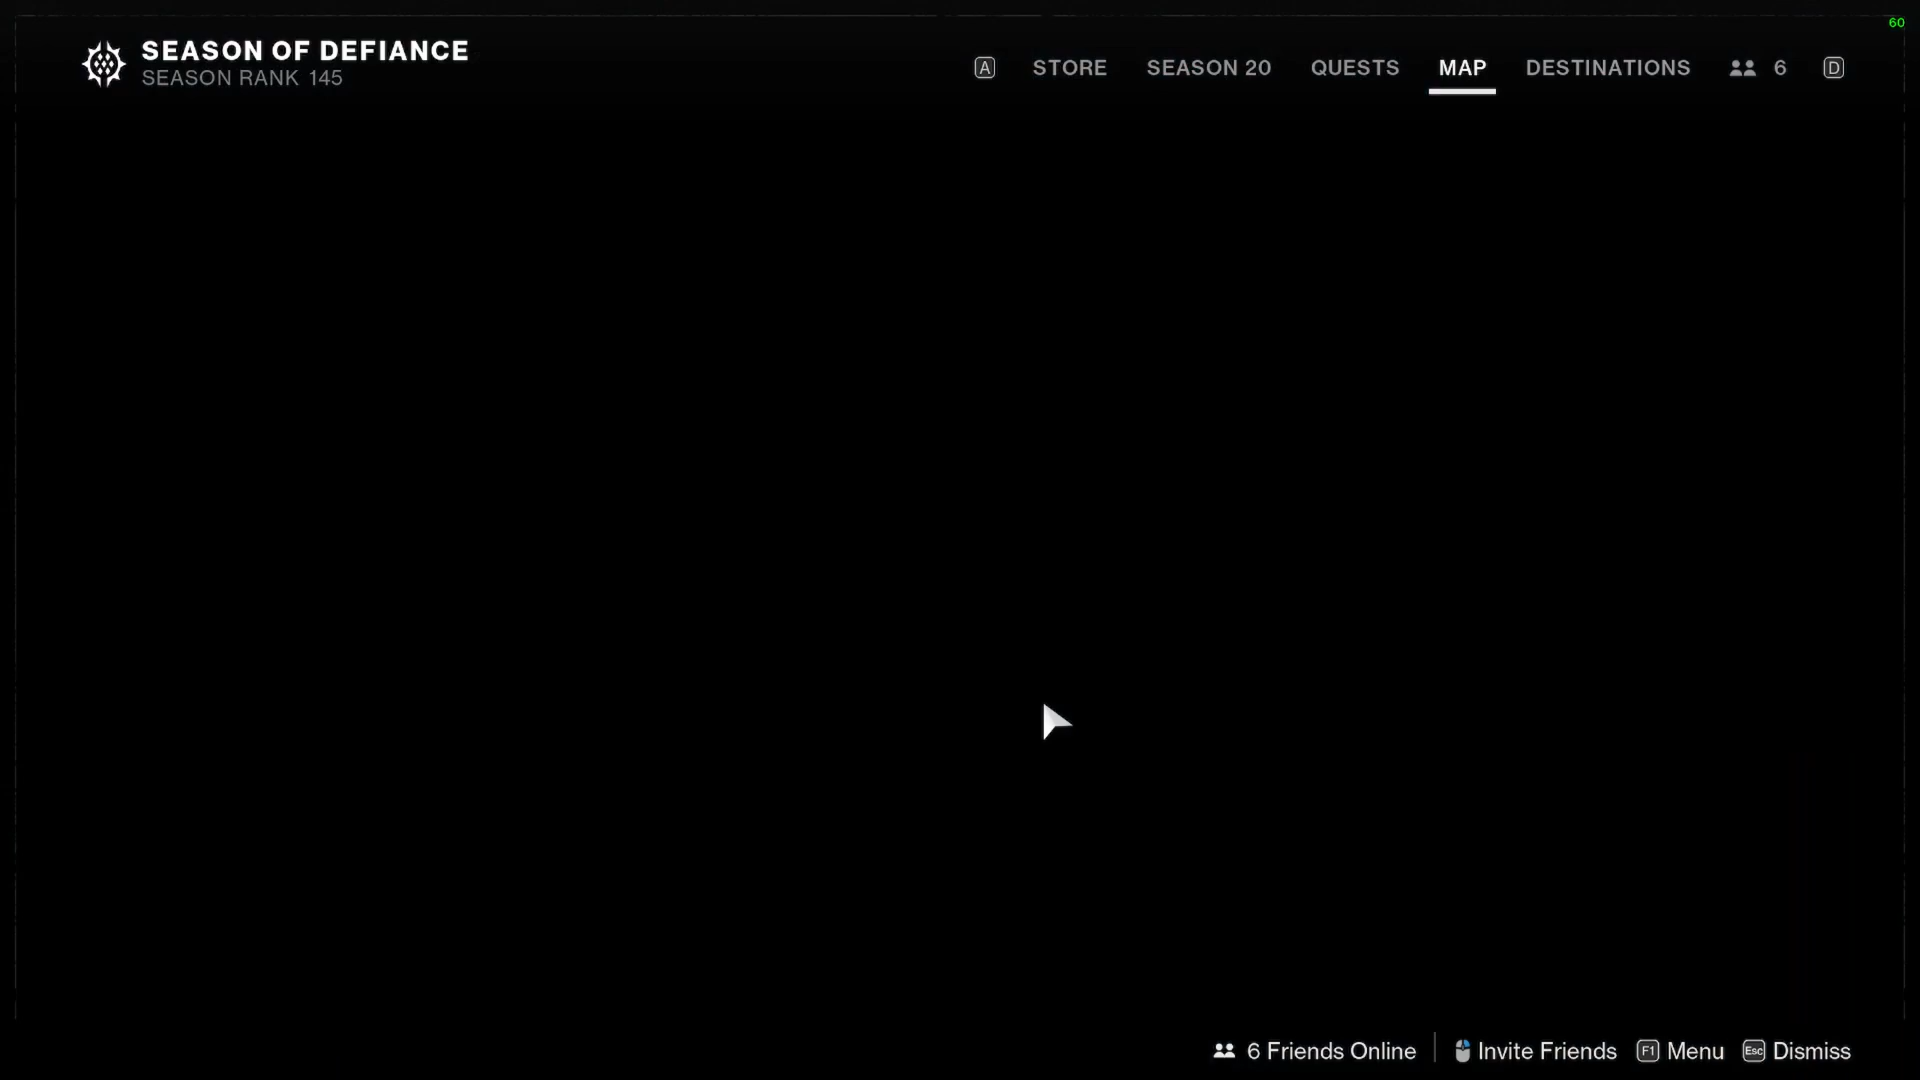 60
SEASON OF DEFIANCE
SEASON RANK 145
A STORE SEASON 20 QUESTS MAP DESTINATIONS 6 D
6 Friends Online Invite Friends F1 Menu Esc Dismiss